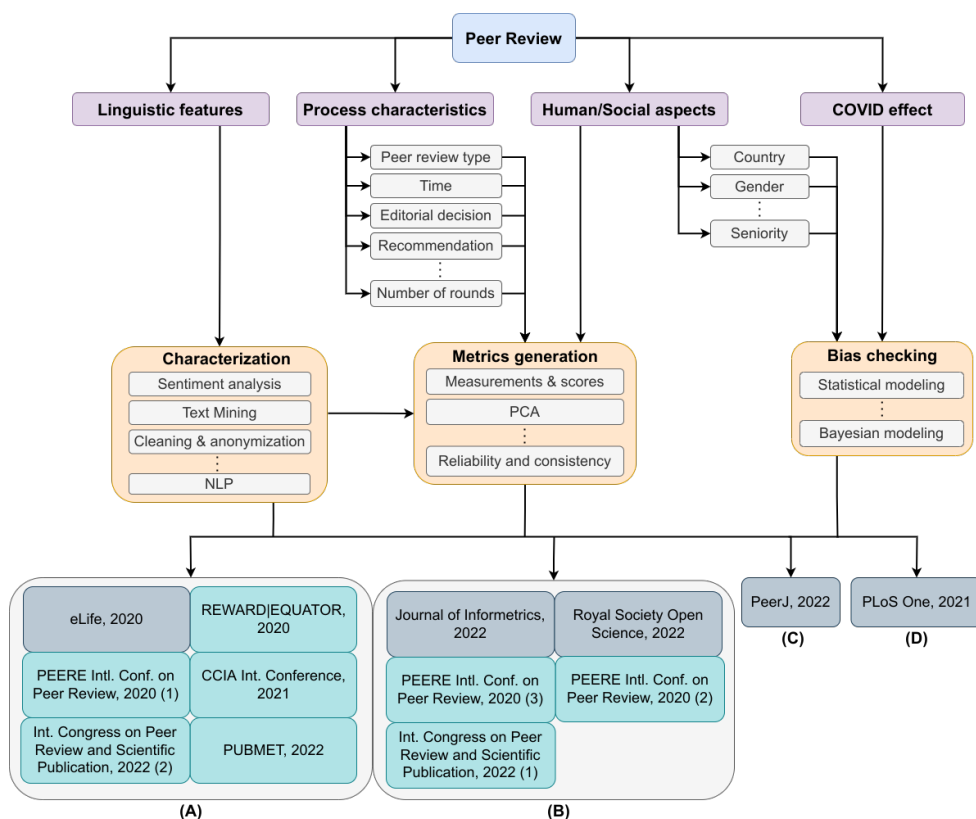 Peer Review
Linguistic features
Process characteristics
Human/Social aspects
COVID effect
Peer review type
Time
Editorial decision
Recommendation
Number of rounds
Country
Gender
Seniority
Characterization
Sentiment analysis
Text Mining
Cleaning & anonymization
NLP
Metrics generation
Measurements & scores
PCA
Reliability and consistency
Bias checking
Statistical modeling
Bayesian modeling
eLife, 2020
REWARD|EQUATOR,
2020
PEERE Intl. Conf. on
Peer Review, 2020 (1)
CCIA Int. Conference,
2021
Int. Congress on Peer
Review and Scientific
Publication, 2022 (2)
PUBMET, 2022
(A)
Journal of Informetrics,
2022
Royal Society Open
Science, 2022
PEERE Intl. Conf. on
Peer Review, 2020 (3)
PEERE Intl. Conf. on
Peer Review, 2020 (2)
Int. Congress on Peer
Review and Scientific
Publication, 2022 (1)
(B)
PeerJ, 2022
(C)
PLoS One, 2021
(D)